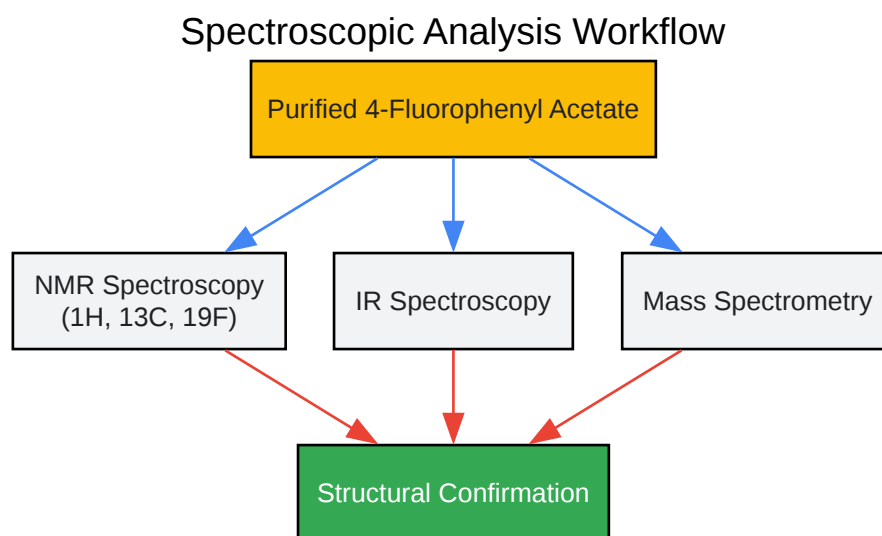 Spectroscopic Analysis Workflow
Purified 4-Fluorophenyl Acetate
NMR Spectroscopy
(1H, 13C, 19F)
IR Spectroscopy
Mass Spectrometry
Structural Confirmation